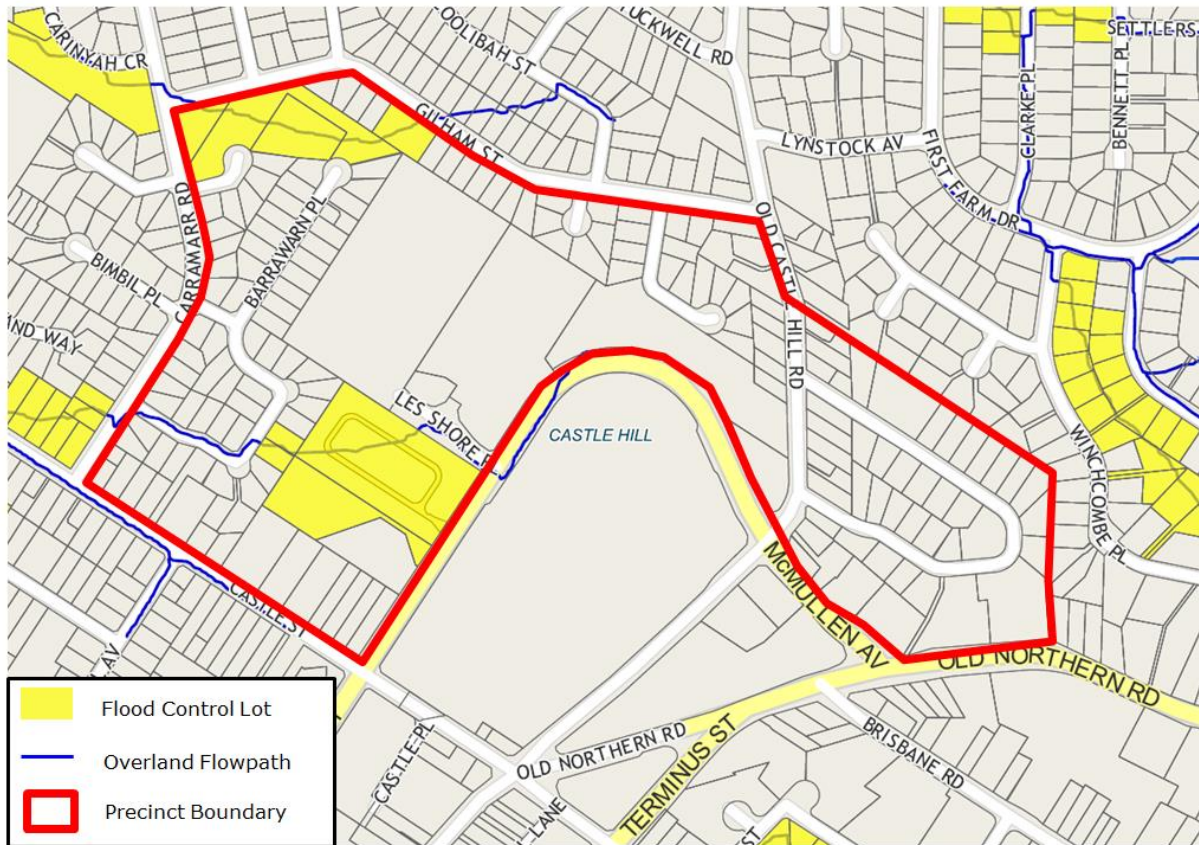 CARINYAH CR
COOLIBAH ST
TUCKWELL RD
CLARKE PL
SETTLERS
BENNETT PL
GILHAM ST
LYNSTOCK AV
FIRST FARM DR
CARRAMARR RD
BARRAWARN PL
BIMBIL PL
OLD CASTLE HILL RD
AND WAY
LES SHORE PL
CASTLE HILL
WINCHCOMBE PL
McMULLEN AV
CASTLE ST
AV
OLD NORTHERN RD
CASTLE PL
OLD NORTHERN RD
TERMINUS ST
BRISBANE RD
LANE
ST
Flood Control Lot
Overland Flowpath
Precinct Boundary